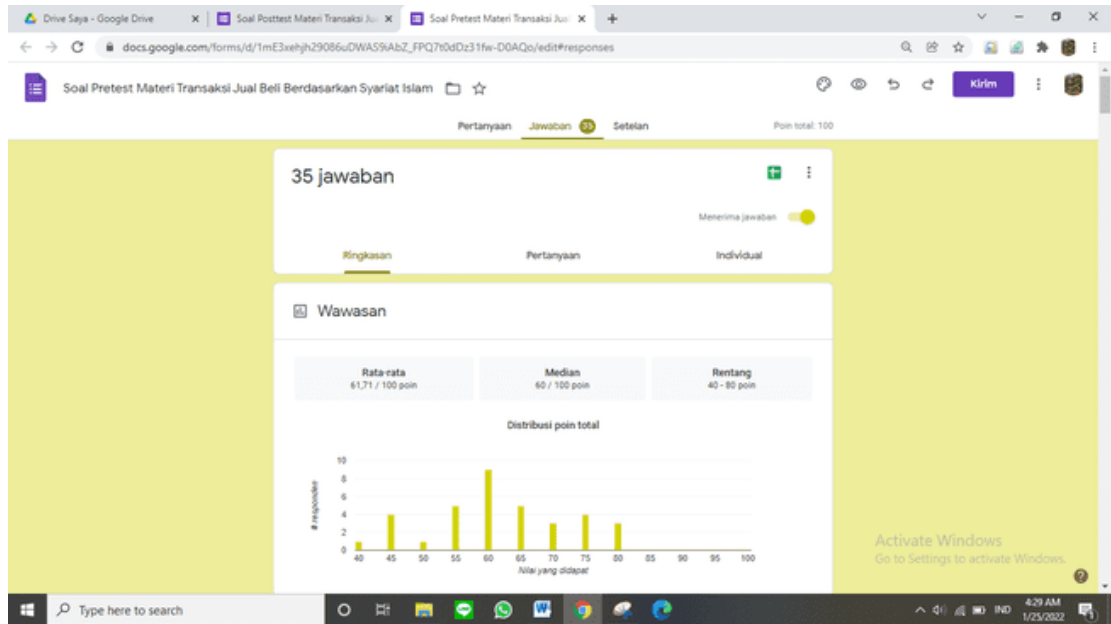 Drive Saya - Google Drive
Soal Posttest Materi Transaksi Ju
Soal Pretest Materi Transaksi Jual
docs.google.com/forms/d/1mE3xehjh29086uDWAS9iAbZ_FPQ7t0dDz31fw-D0AQo/edit#responses
Soal Pretest Materi Transaksi Jual Beli Berdasarkan Syariat Islam
Kirim
Pertanyaan Jawaban 35 Setelan
Poin total: 100
35 jawaban
Menerima jawaban
Ringkasan Pertanyaan Individual
Wawasan
Rata-rata Median Rentang
61,71 / 100 poin 60 / 100 poin 40 - 80 poin
Distribusi poin total
# responden
10
8
6
4
2
0
40 45 50 55 60 65 70 75 80 85 90 95 100
Nilai yang didapat
Activate Windows
Go to Settings to activate Windows.
Type here to search
IND
4:29 AM
1/25/2022